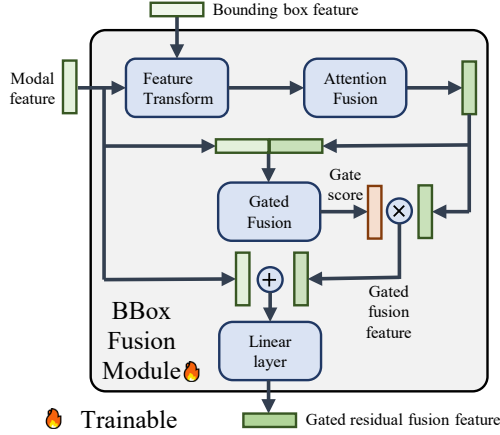 Bounding box feature
Modal
feature
Feature
Transform
Attention
Fusion
Gate
score
Gated
Fusion
×
+
Gated
fusion
feature
BBox
Fusion
Module
Linear
layer
Trainable
Gated residual fusion feature